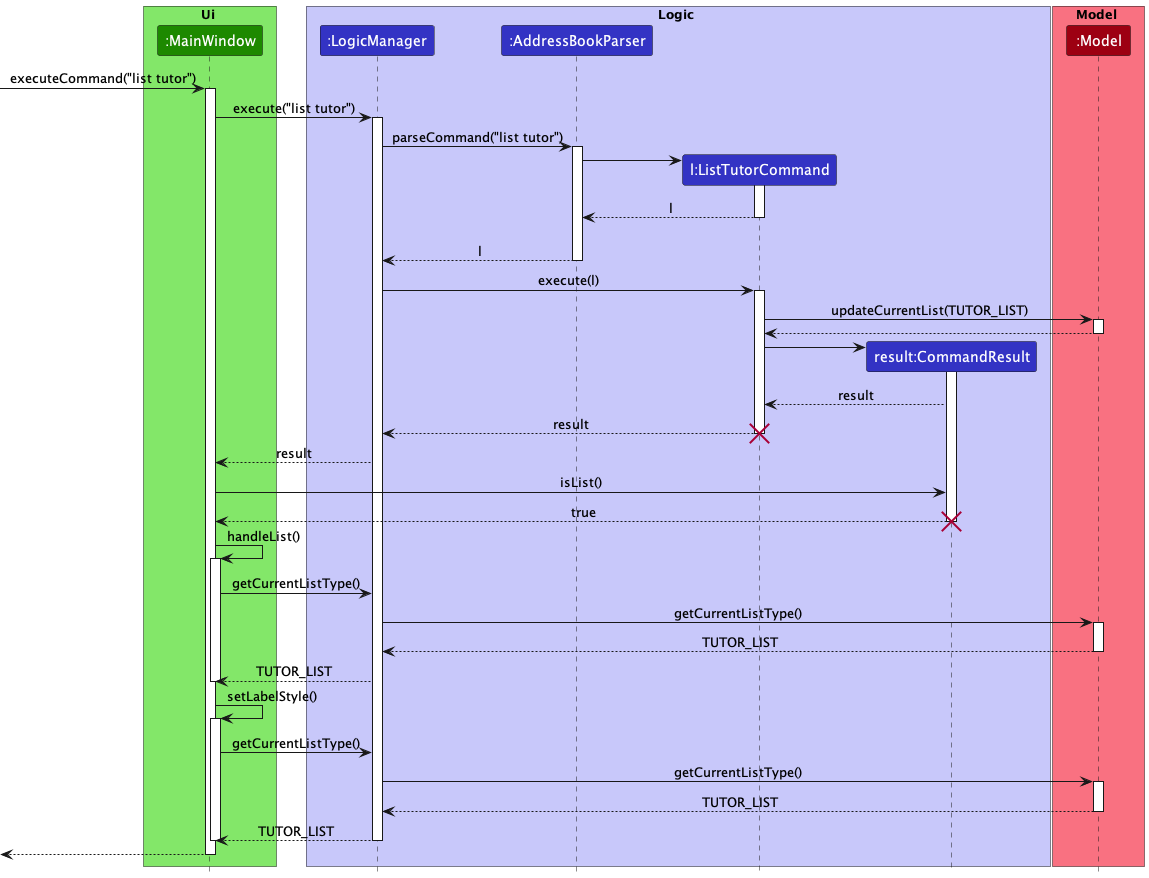 Ui
Logic
Model
:MainWindow
:LogicManager
:AddressBookParser
:Model
executeCommand("list tutor")
execute("list tutor")
parseCommand("list tutor")
l:ListTutorCommand
l
l
execute(l)
updateCurrentList(TUTOR_LIST)
result:CommandResult
result
result
result
isList()
true
handleList()
getCurrentListType()
getCurrentListType()
TUTOR_LIST
TUTOR_LIST
setLabelStyle()
getCurrentListType()
getCurrentListType()
TUTOR_LIST
TUTOR_LIST